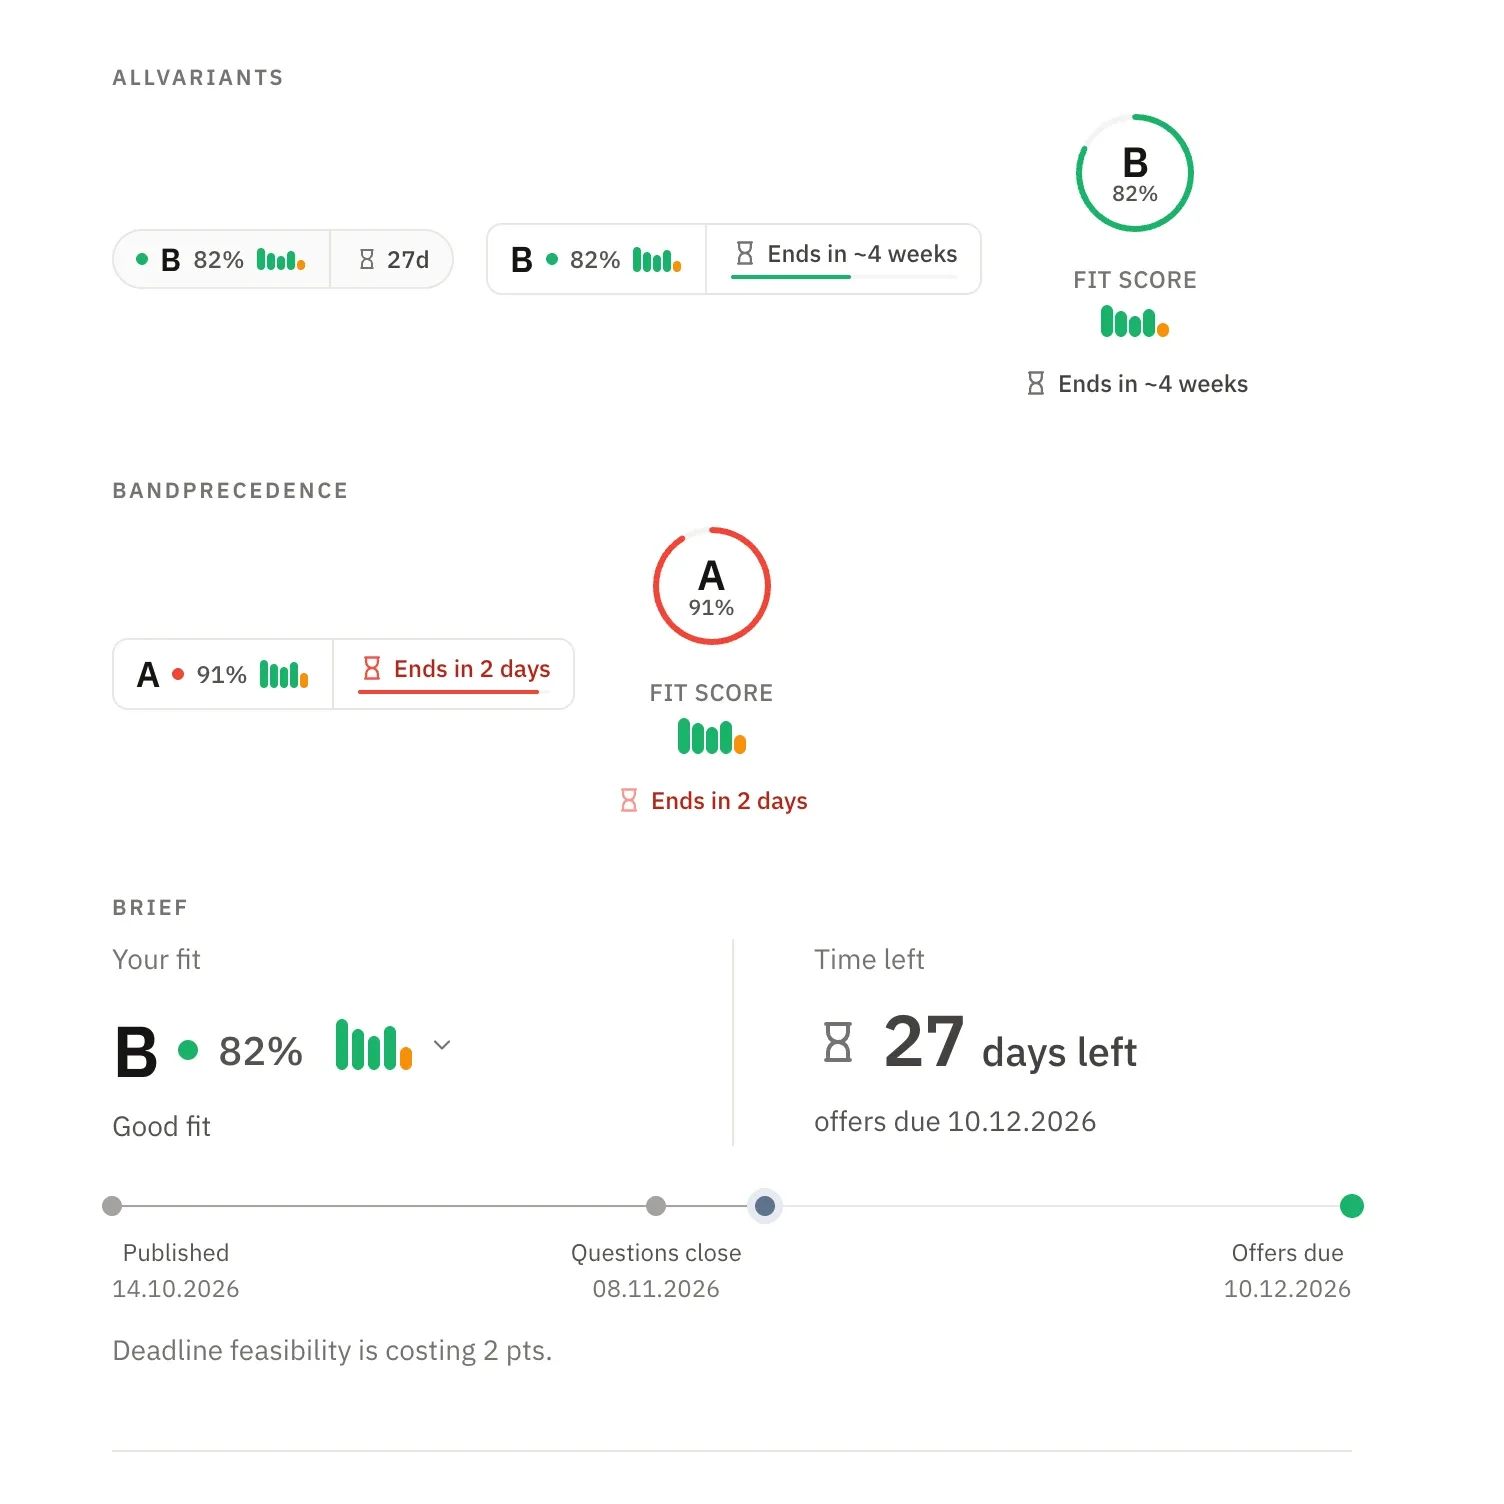 ALLVARIANTS
B 82% 27d
B 82% Ends in ~4 weeks
B
82%
FIT SCORE
Ends in ~4 weeks
BANDPRECEDENCE
A 91% Ends in 2 days
A
91%
FIT SCORE
Ends in 2 days
BRIEF
Your fit
B 82%
Good fit
Time left
27 days left
offers due 10.12.2026
Published
14.10.2026
Questions close
08.11.2026
Offers due
10.12.2026
Deadline feasibility is costing 2 pts.